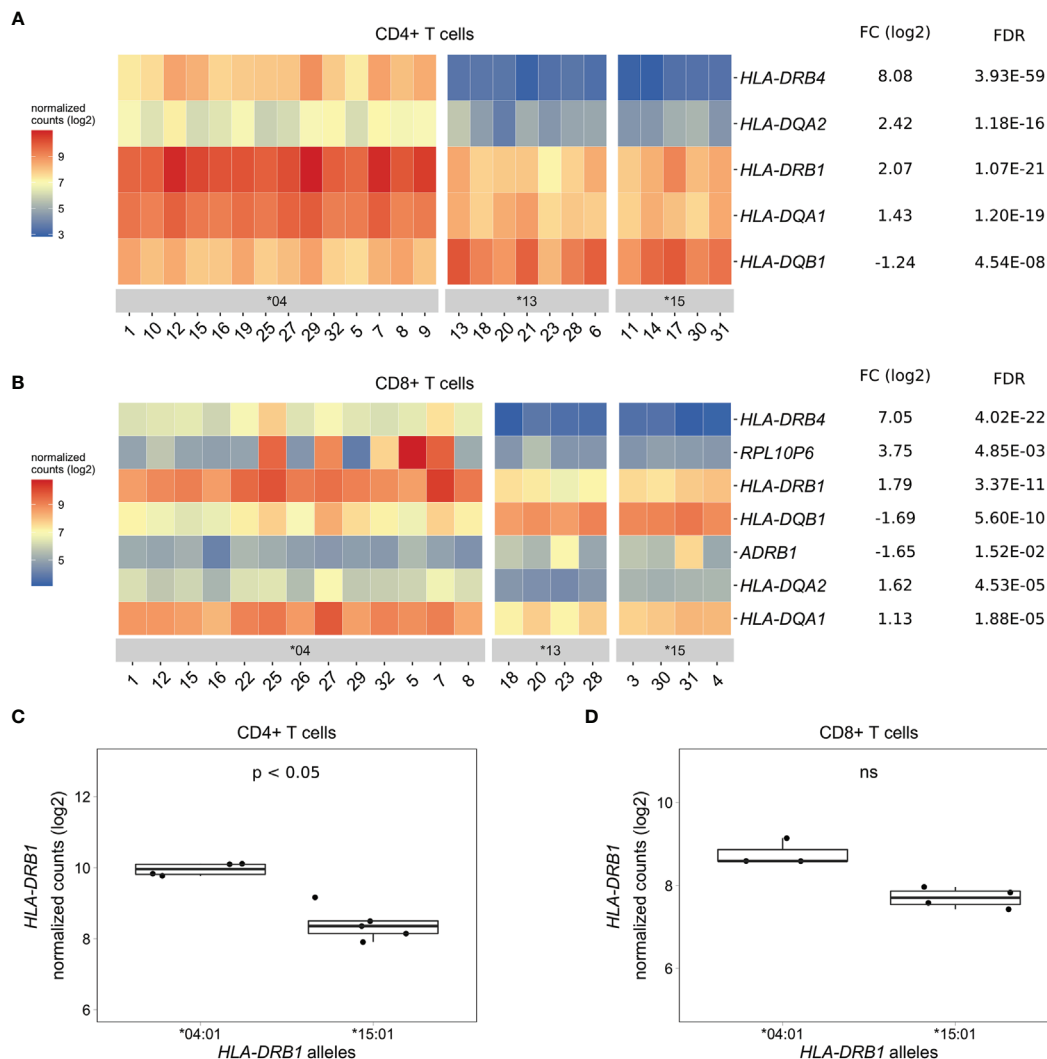 A
CD4+ T cells
FC (log2) FDR
normalized
counts (log2)
9
7
5
3
HLA-DRB4 8.08 3.93E-59
HLA-DQA2 2.42 1.18E-16
HLA-DRB1 2.07 1.07E-21
HLA-DQA1 1.43 1.20E-19
HLA-DQB1 -1.24 4.54E-08
*04 *13 *15
1 10 12 15 16 19 25 27 29 32 5 7 8 9 13 18 20 21 23 28 6 11 14 17 30 31
B
CD8+ T cells
FC (log2) FDR
normalized
counts (log2)
9
7
5
HLA-DRB4 7.05 4.02E-22
RPL10P6 3.75 4.85E-03
HLA-DRB1 1.79 3.37E-11
HLA-DQB1 -1.69 5.60E-10
ADRB1 -1.65 1.52E-02
HLA-DQA2 1.62 4.53E-05
HLA-DQA1 1.13 1.88E-05
*04 *13 *15
1 12 15 16 22 25 26 27 29 32 5 7 8 18 20 23 28 3 30 31 4
C
CD4+ T cells
p < 0.05
HLA-DRB1
normalized counts (log2)
12
10
8
6
*04:01 *15:01
HLA-DRB1 alleles
D
CD8+ T cells
ns
HLA-DRB1
normalized counts (log2)
10
8
6
*04:01 *15:01
HLA-DRB1 alleles